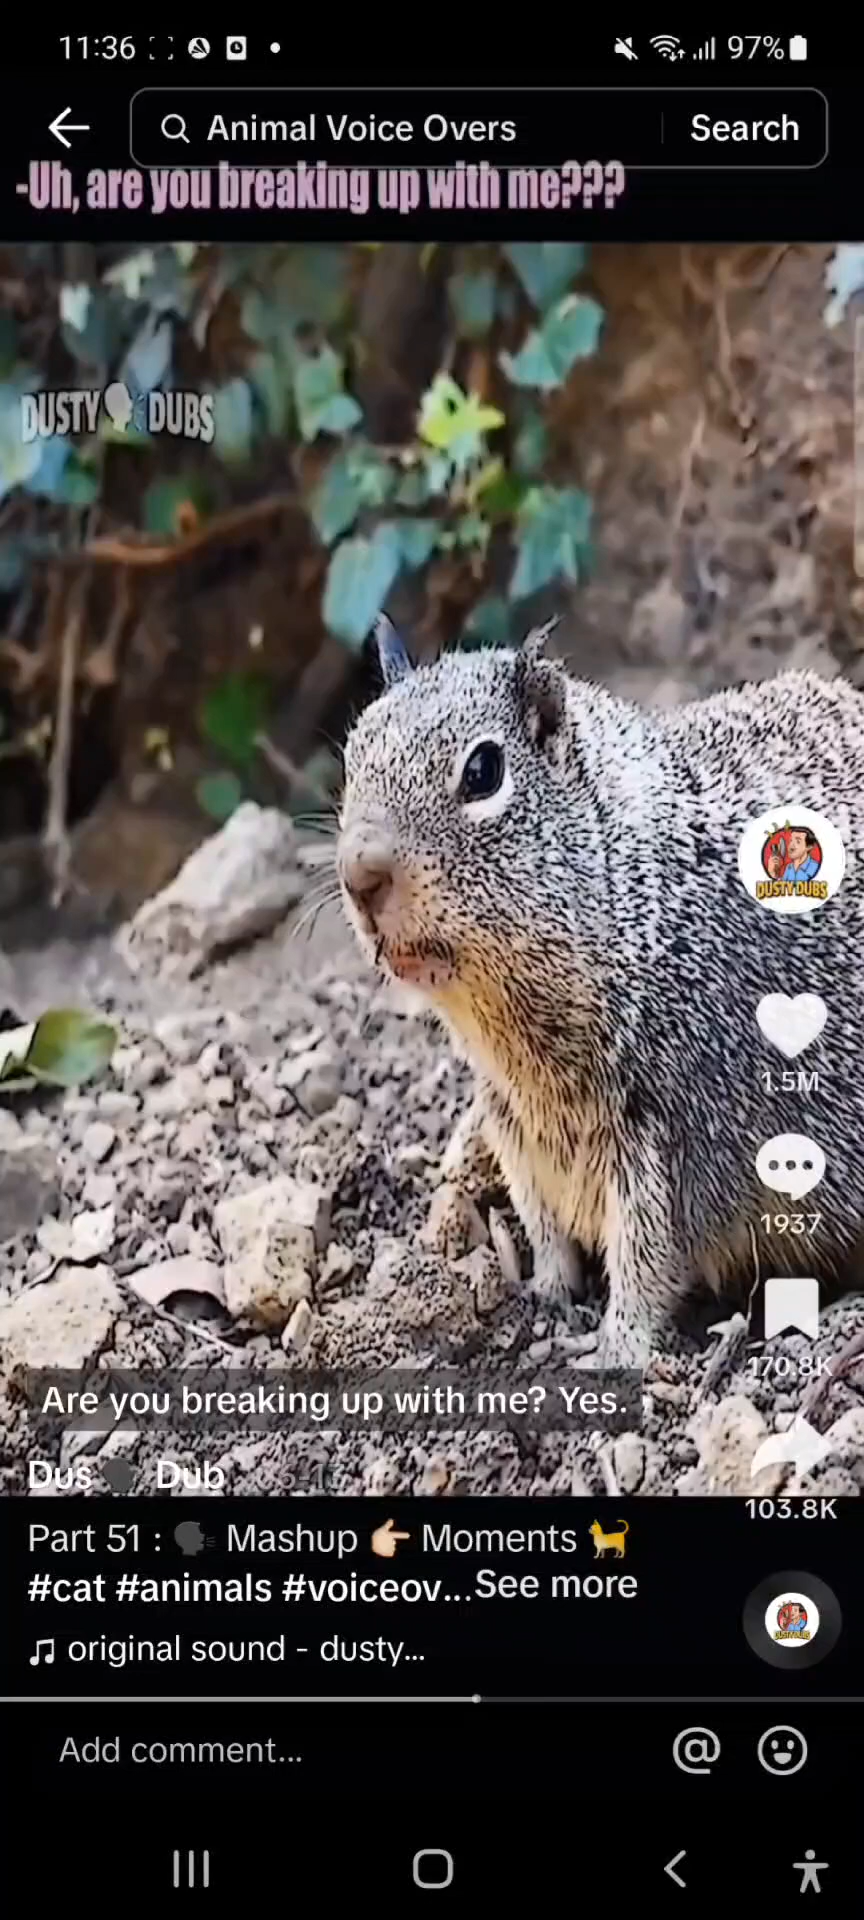 11:36
97%
Animal Voice Overs
Search
-Uh, are you breaking up with me???
DUSTY DUBS
DUSTY DUBS
1.5M
1937
170.8K
Are you breaking up with me? Yes.
Dus Dub
103.8K
Part 51 : 🗣 Mashup 👉 Moments 🐈
#cat #animals #voiceov...See more
original sound - dusty...
Add comment...
@